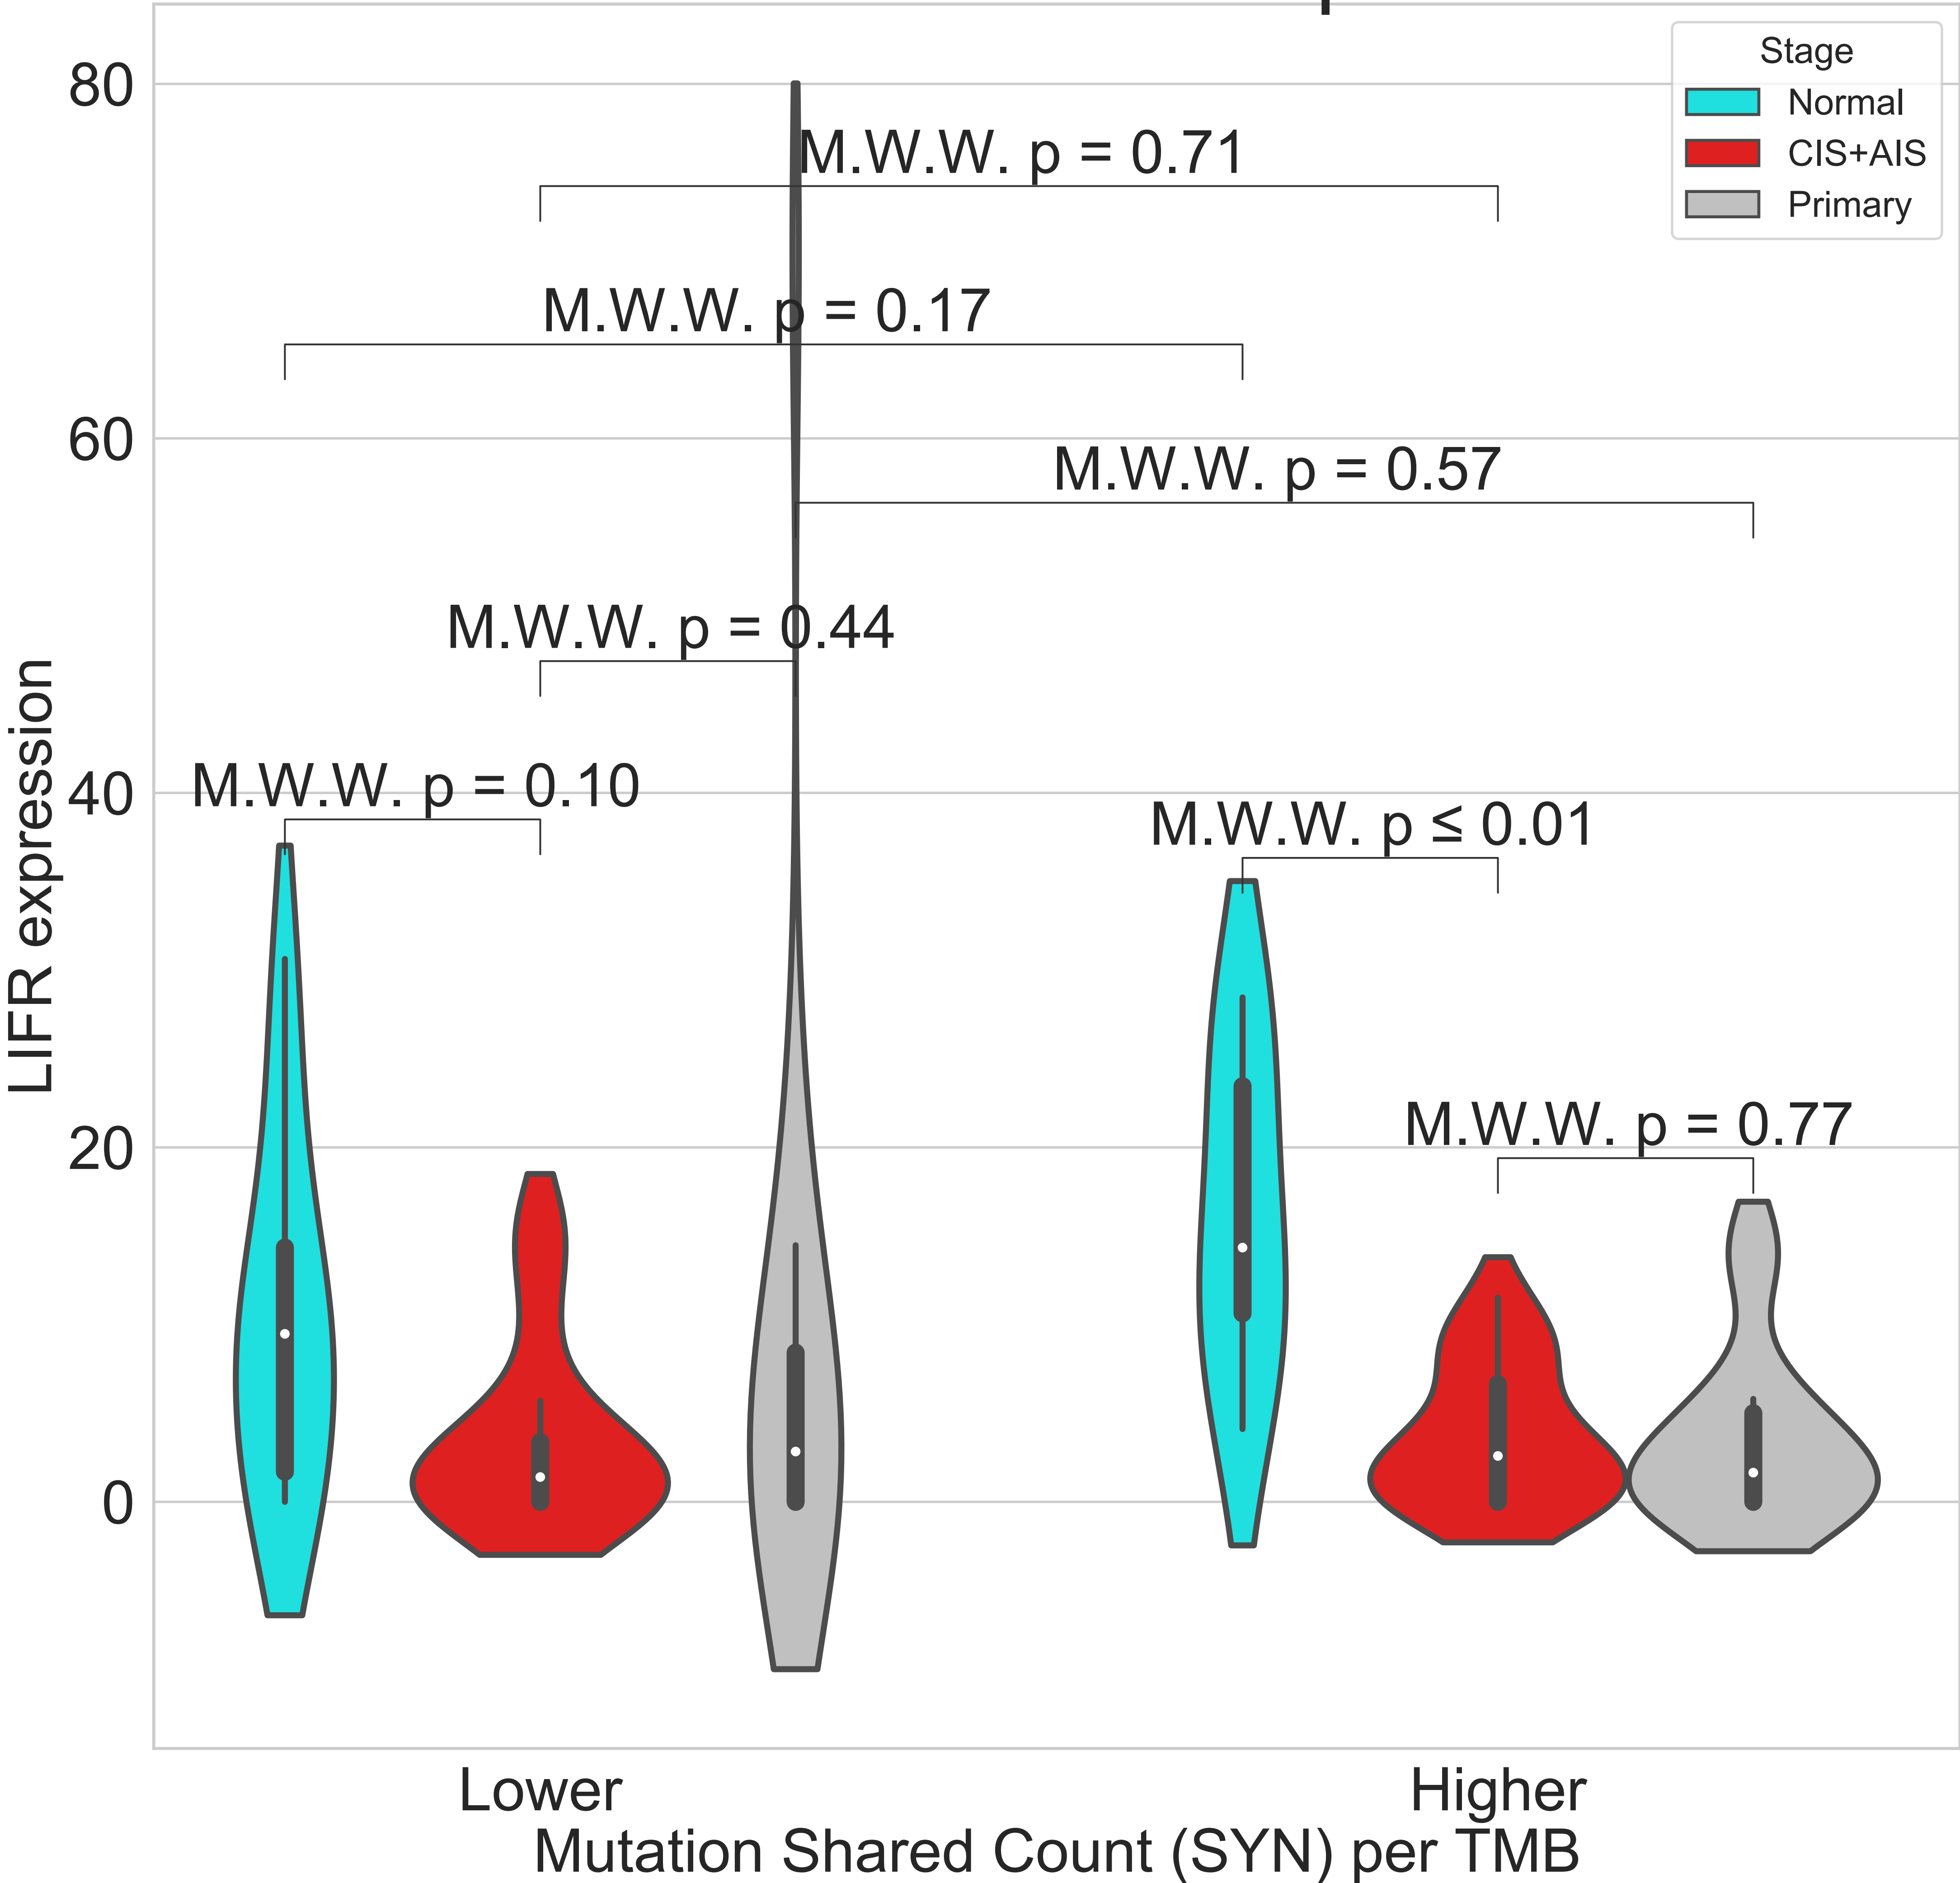 Stage
Normal
CIS+AIS
Primary
80
60
40
20
0
LIFR expression
M.W.W. p = 0.71
M.W.W. p = 0.17
M.W.W. p = 0.57
M.W.W. p = 0.44
M.W.W. p = 0.10
M.W.W. p ≤ 0.01
M.W.W. p = 0.77
Lower
Higher
Mutation Shared Count (SYN) per TMB